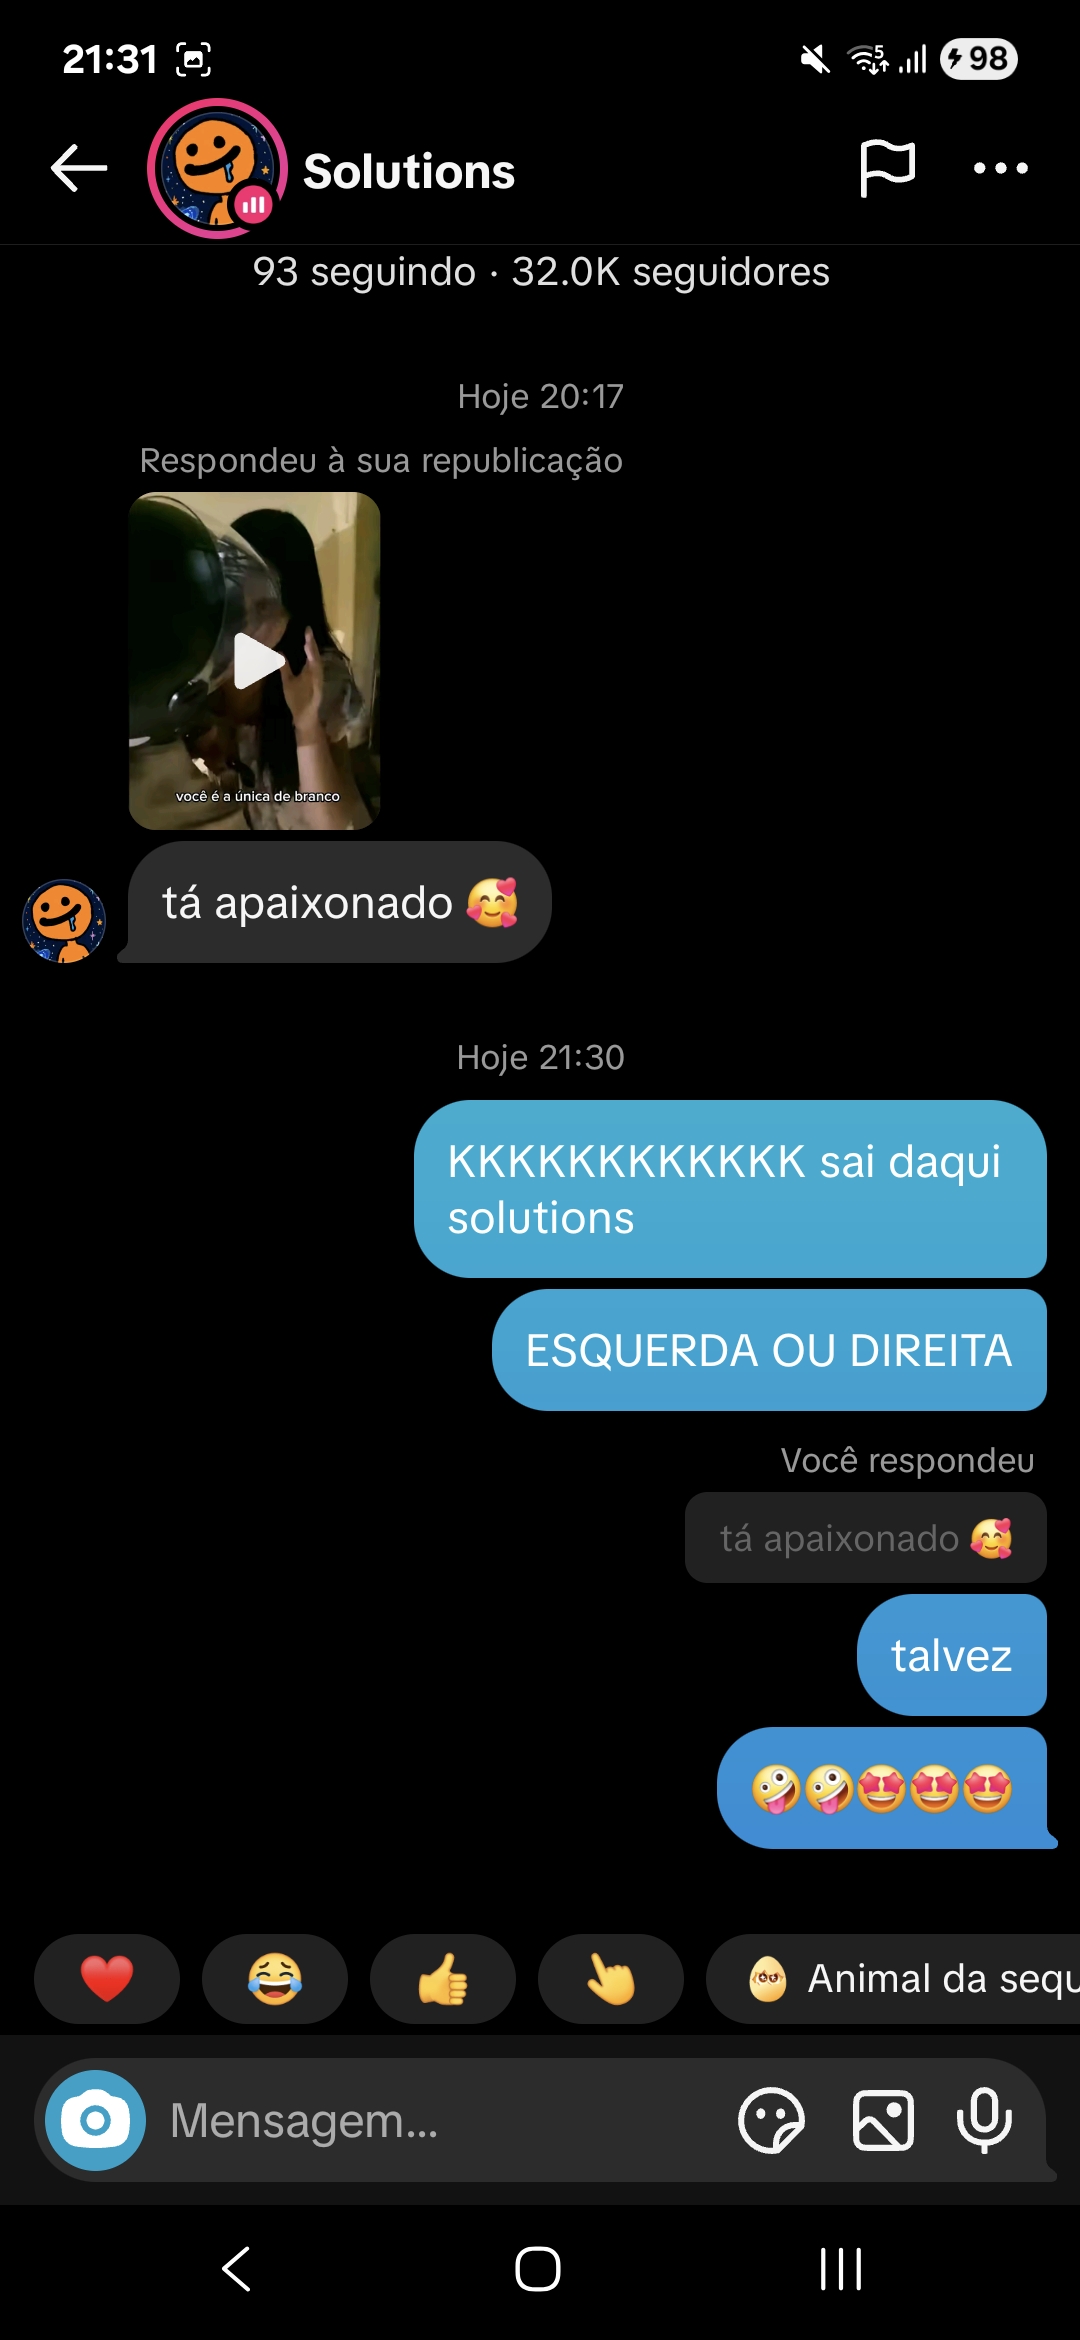 21:31
5
98
Solutions
93 seguindo · 32.0K seguidores
Hoje 20:17
Respondeu à sua republicação
você é a única de branco
tá apaixonado 🥰
Hoje 21:30
KKKKKKKKKKKK sai daqui
solutions
ESQUERDA OU DIREITA
Você respondeu
tá apaixonado 🥰
talvez
🤪🤪🤩🤩🤩
❤️ 😂 👍 👆 Animal da sequ
Mensagem...